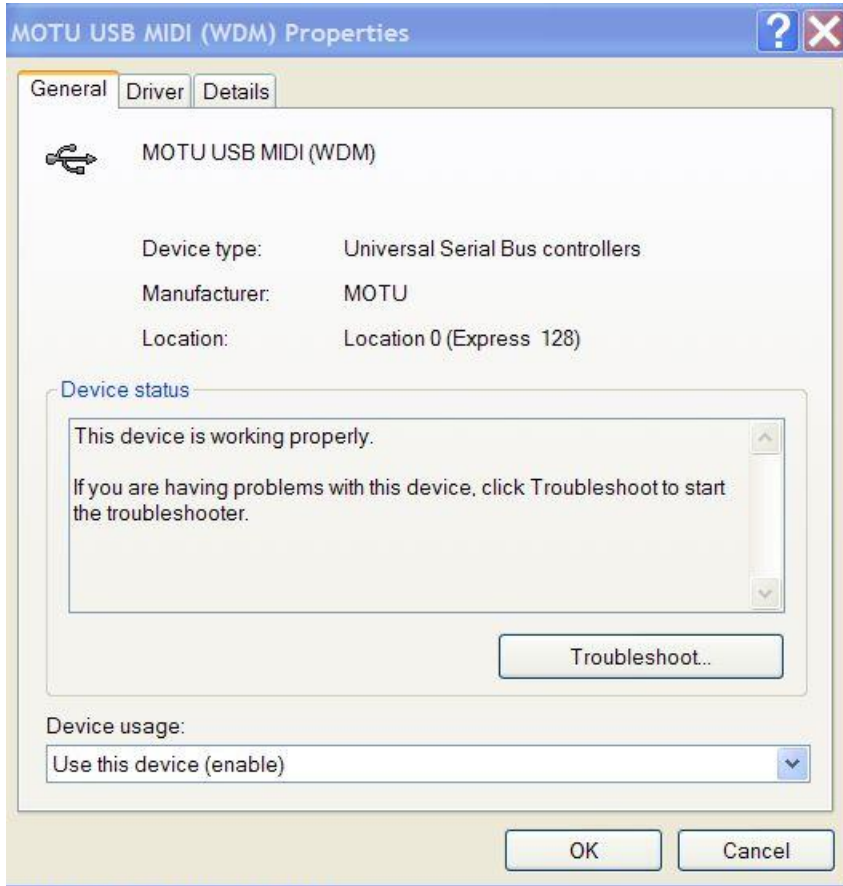 MOTU USB MIDI (WDM) Properties
?
General Driver Details
MOTU USB MIDI (WDM)
Device type: Universal Serial Bus controllers
Manufacturer: MOTU
Location: Location 0 (Express 128)
Device status
This device is working properly.
If you are having problems with this device, click Troubleshoot to start
the troubleshooter.
Troubleshoot...
Device usage:
Use this device (enable)
OK Cancel